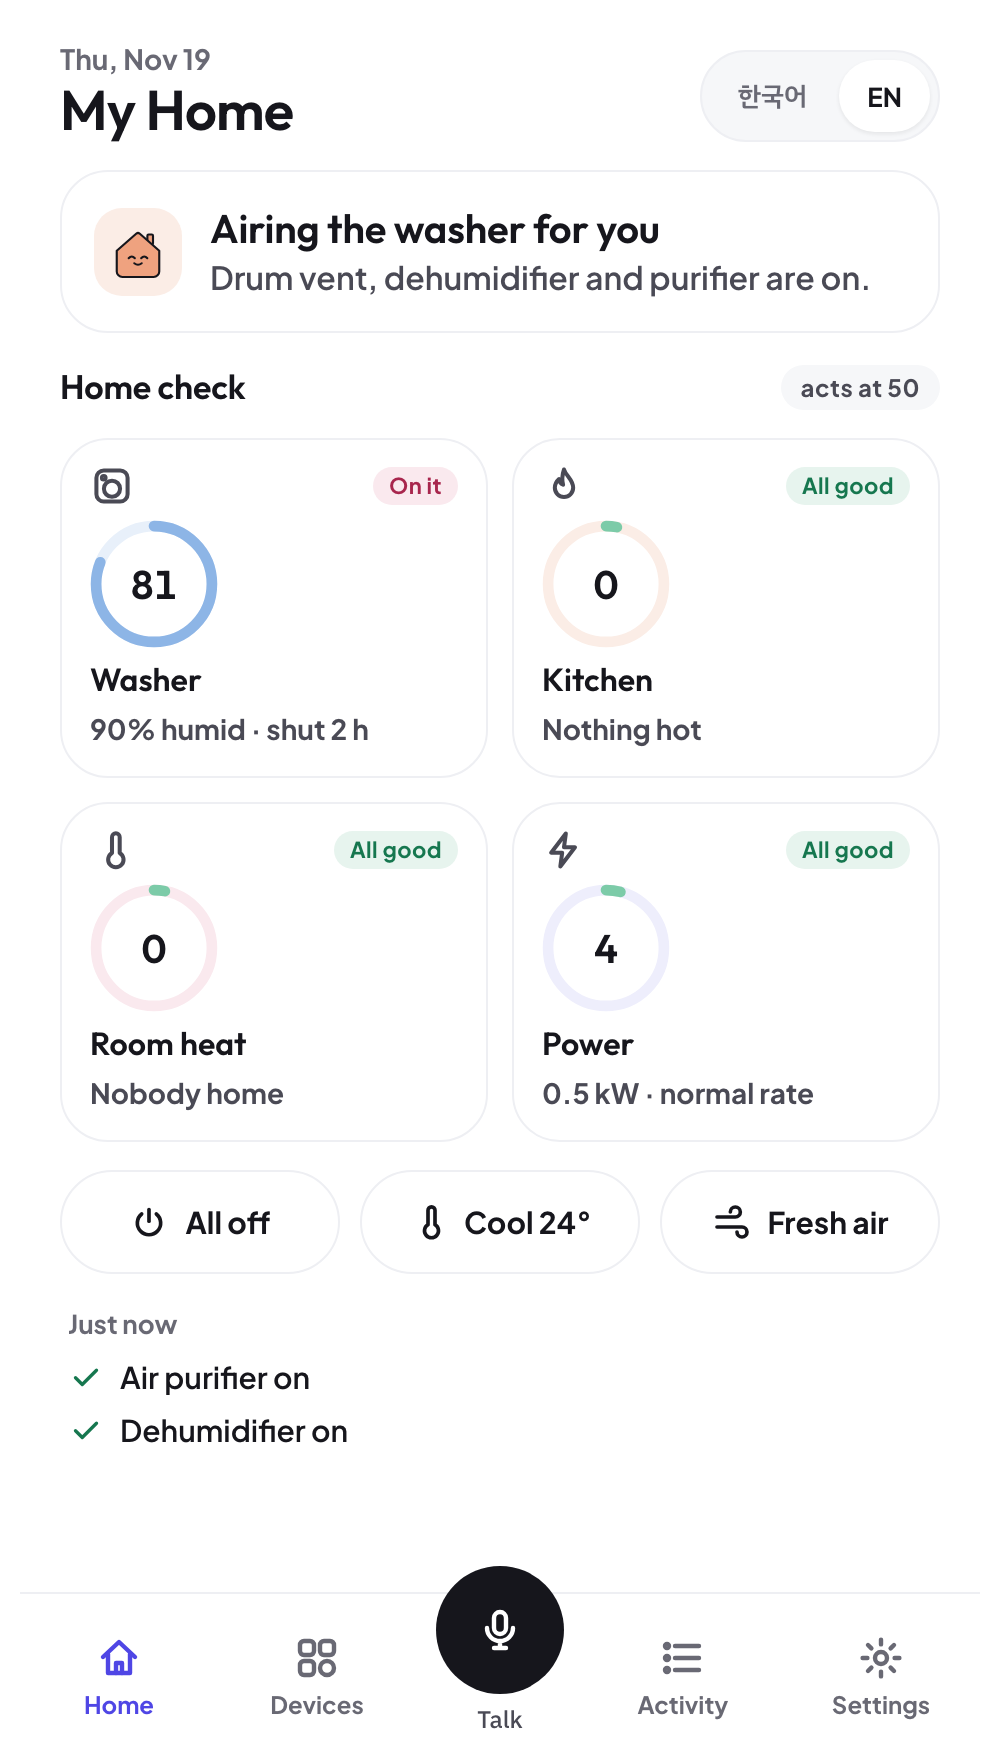 Thu, Nov 19
My Home
한국어
EN
Airing the washer for you
Drum vent, dehumidifier and purifier are on.
Home check
acts at 50
On it
81
Washer
90% humid · shut 2 h
All good
0
Kitchen
Nothing hot
All good
0
Room heat
Nobody home
All good
4
Power
0.5 kW · normal rate
All off
Cool 24°
Fresh air
Just now
Air purifier on
Dehumidifier on
Home
Devices
Talk
Activity
Settings